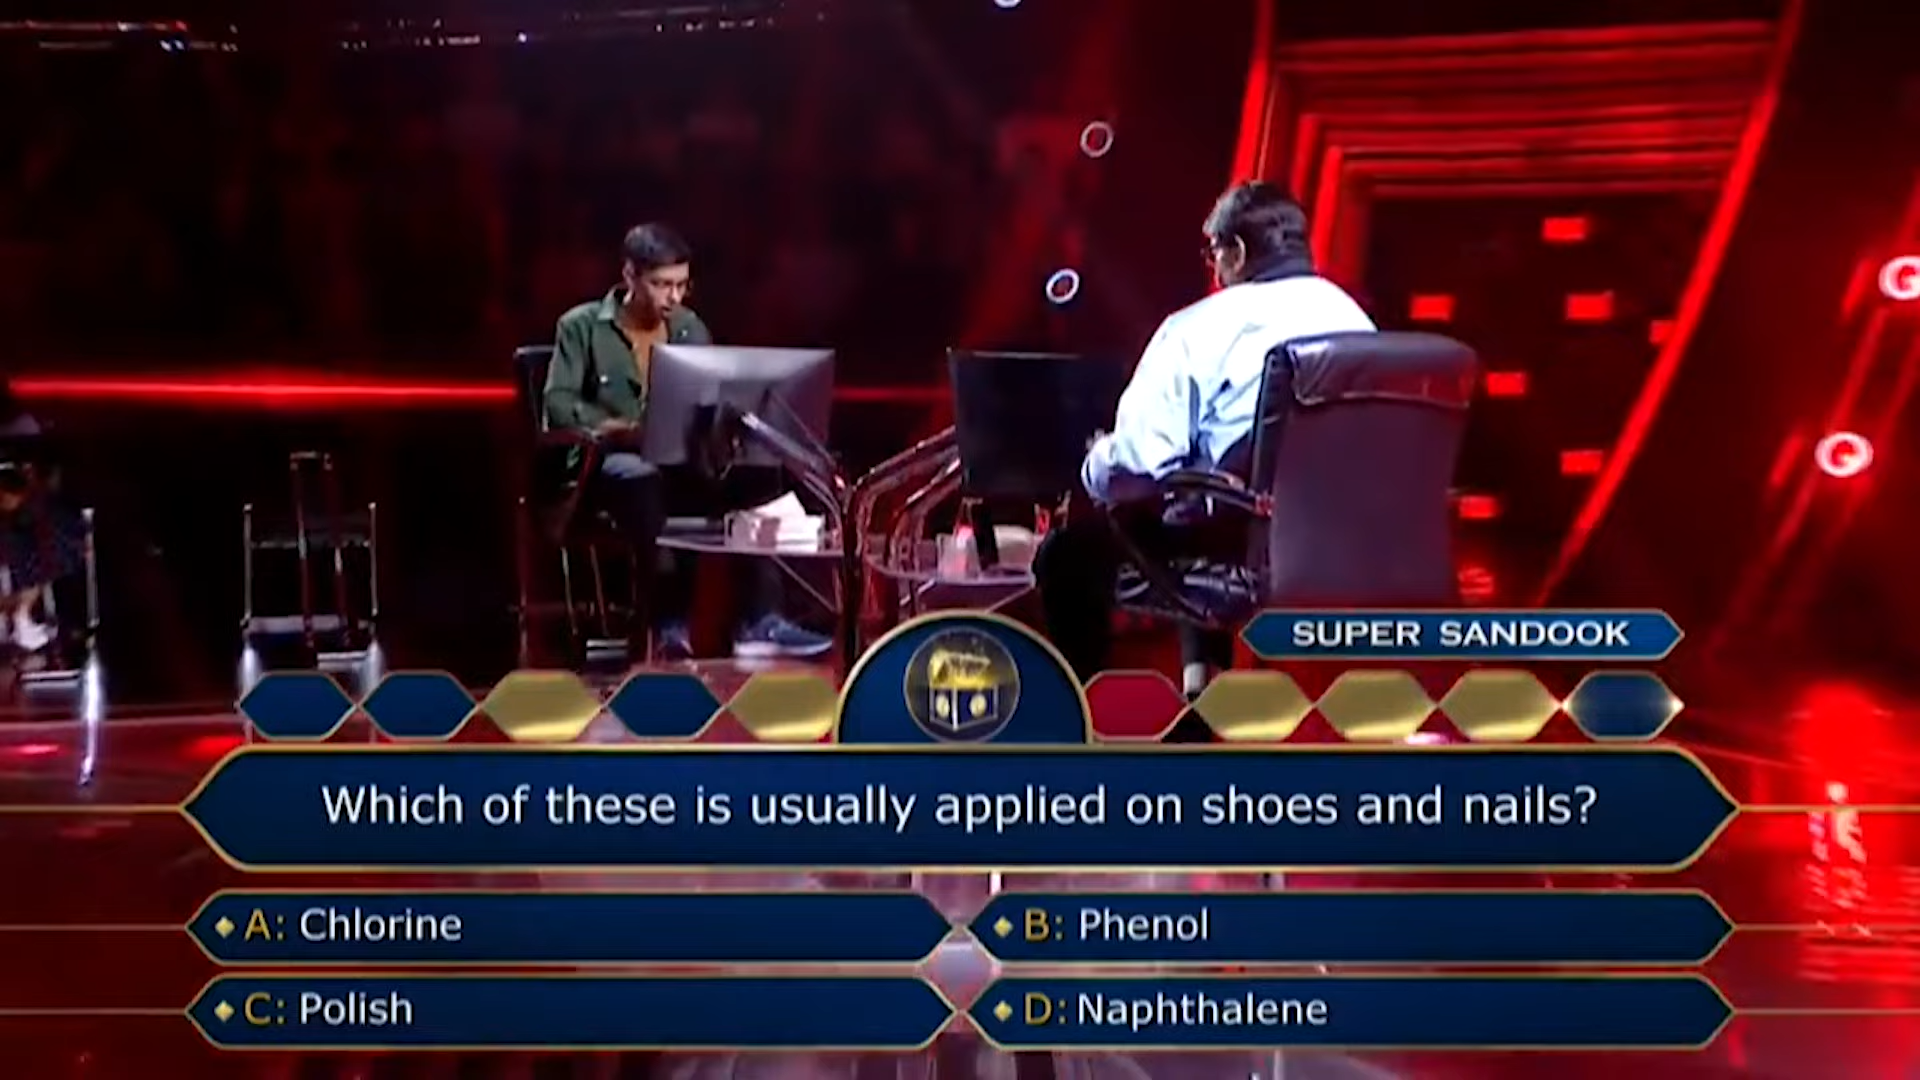 SUPER SANDOOK
Which of these is usually applied on shoes and nails?
A: Chlorine
B: Phenol
C: Polish
D: Naphthalene